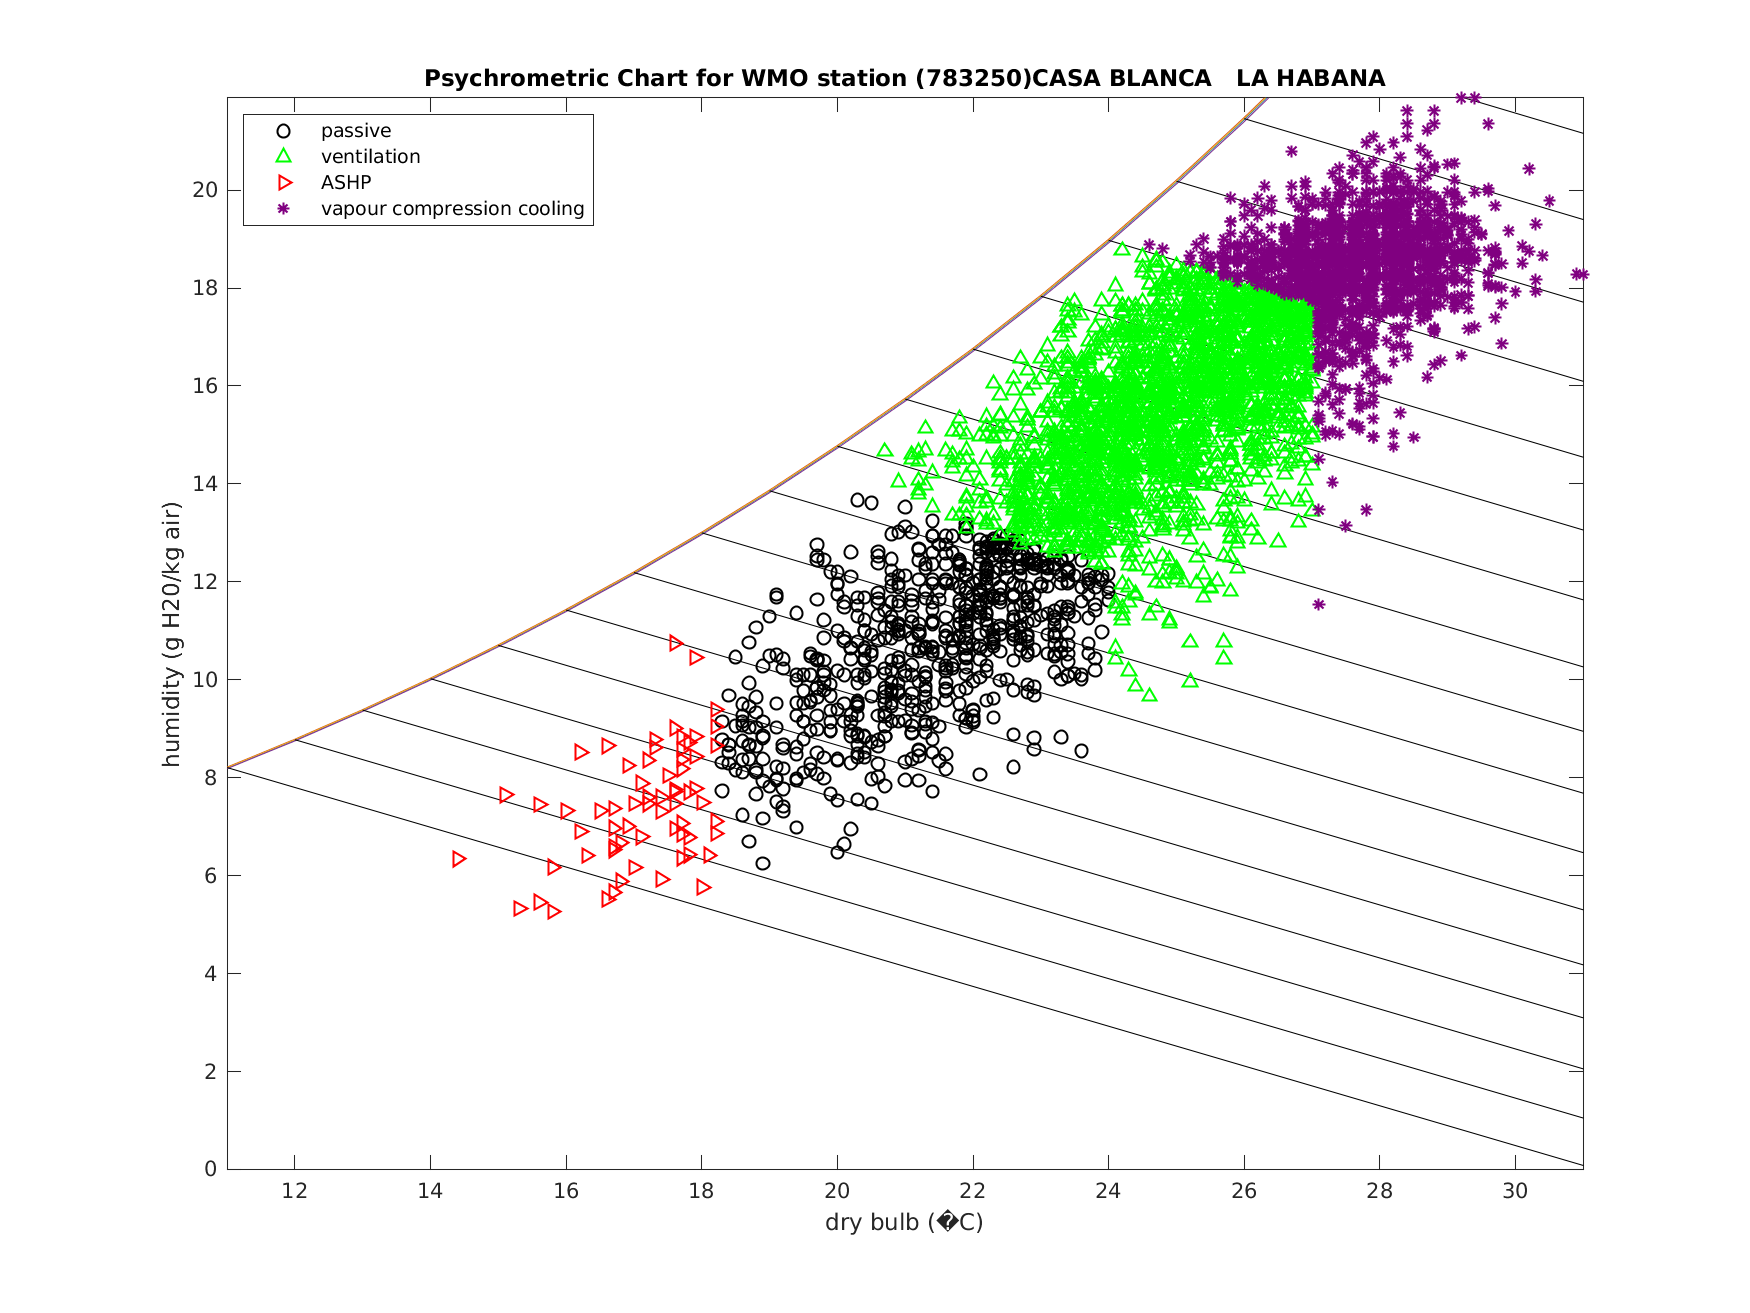 Psychrometric Chart for WMO station (783250)CASA BLANCA   LA HABANA
passive
ventilation
ASHP
vapour compression cooling
humidity (g H20/kg air)
20
18
16
14
12
10
8
6
4
2
0
12 14 16 18 20 22 24 26 28 30
dry bulb (�C)